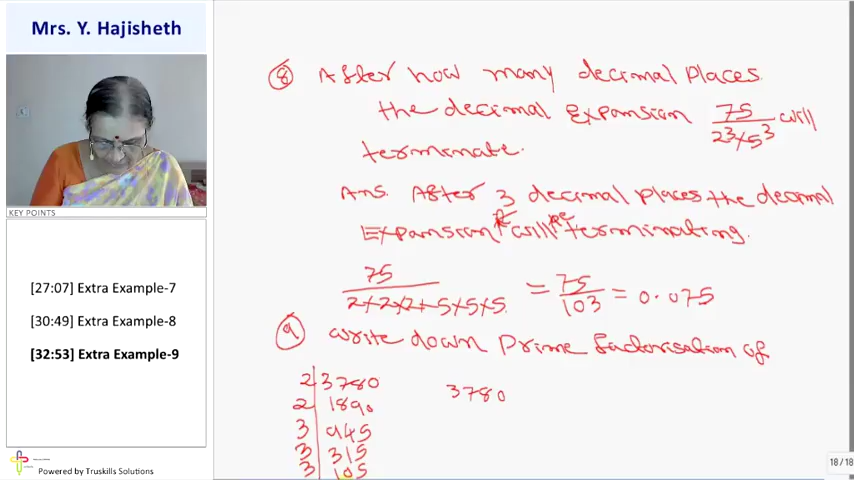 Mrs. Y. Hajisheth
KEY POINTS
[27:07] Extra Example-7
[30:49] Extra Example-8
[32:53] Extra Example-9
Powered by Truskills Solutions
⑧ After how many decimal places
the decimal Expansion 75/2³×5³ will
terminate.
Ans. After 3 decimal places the decimal
Expansion will be terminating.
75/2×2×2×5×5×5 = 75/103 = 0.075
⑨ write down prime factorisation of
3780
2 | 3780
2 | 1890
3 | 945
3 | 315
3 | 105
18/18